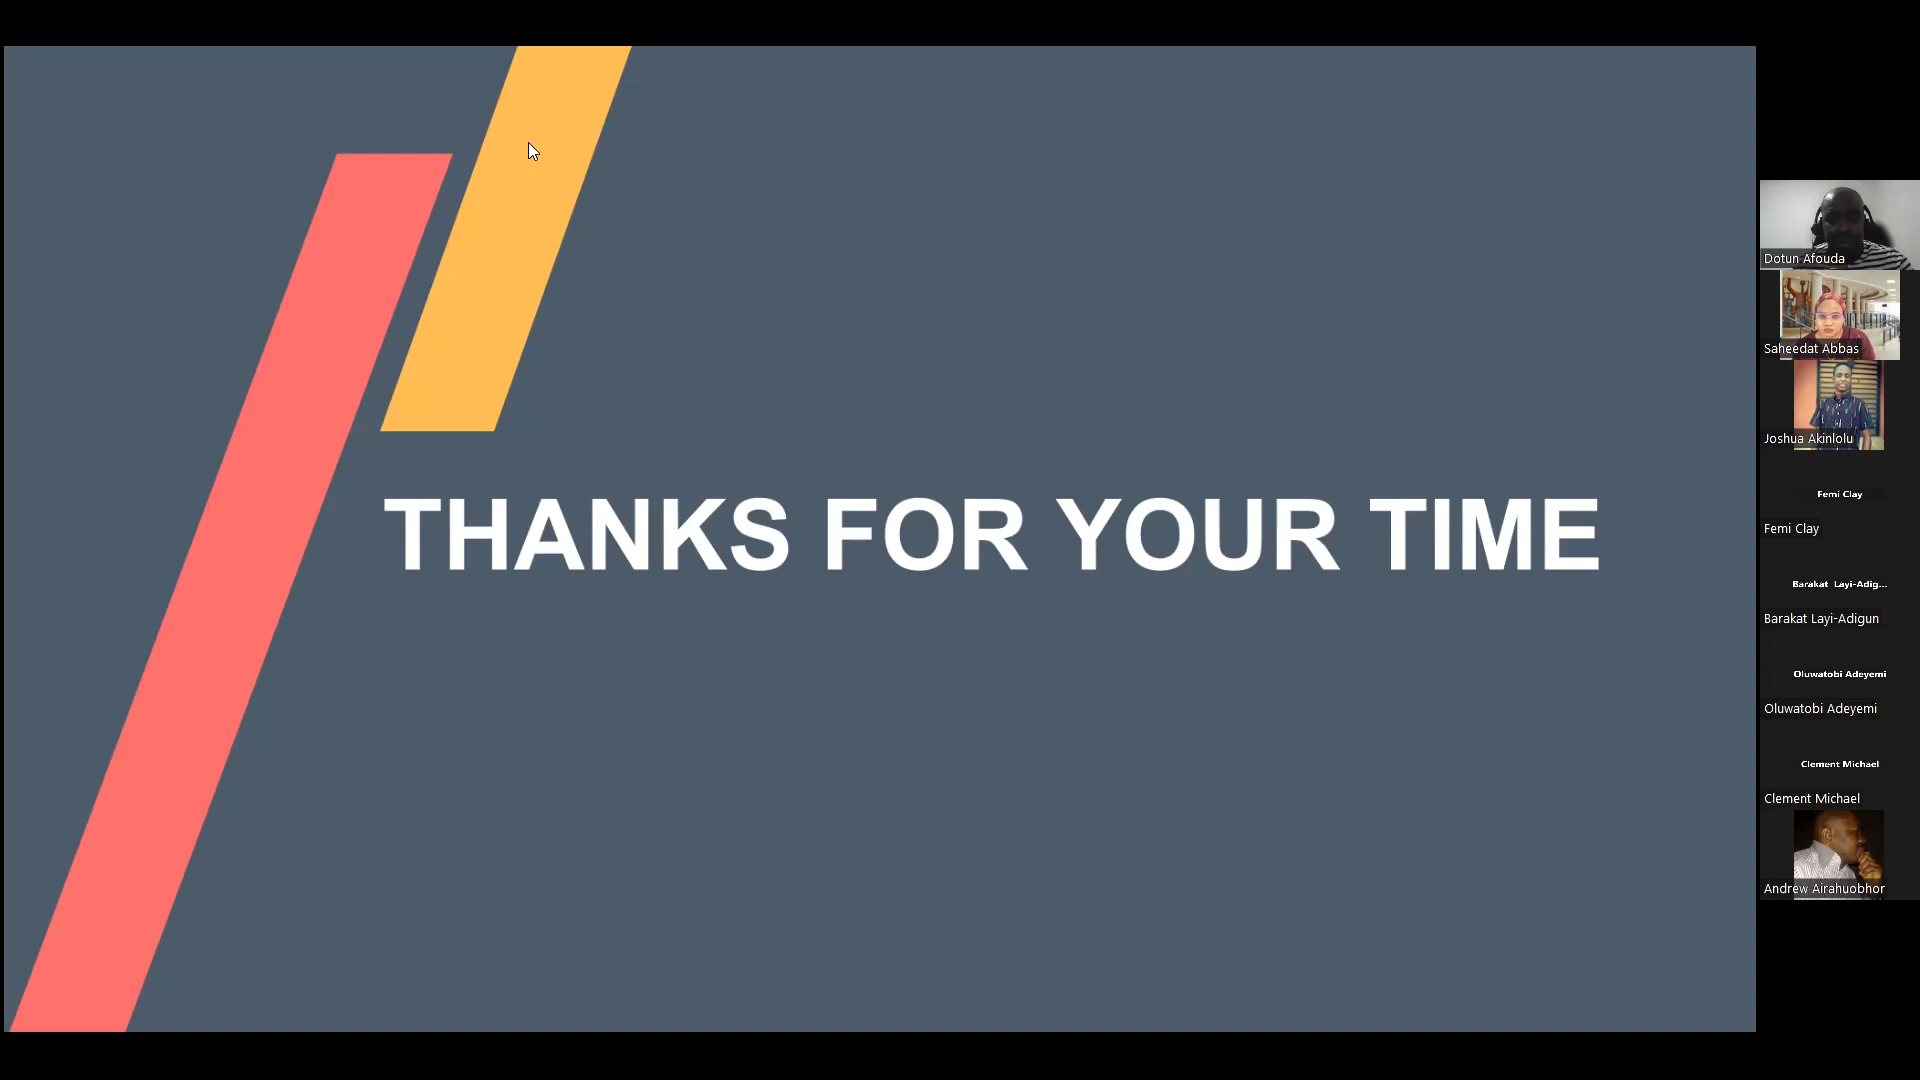 THANKS FOR YOUR TIME
Dotun Afouda
Saheedat Abbas
Joshua Akinlolu
Femi Clay
Femi Clay
Barakat Layi-Adig...
Barakat Layi-Adigun
Oluwatobi Adeyemi
Oluwatobi Adeyemi
Clement Michael
Clement Michael
Andrew Airahuobhor